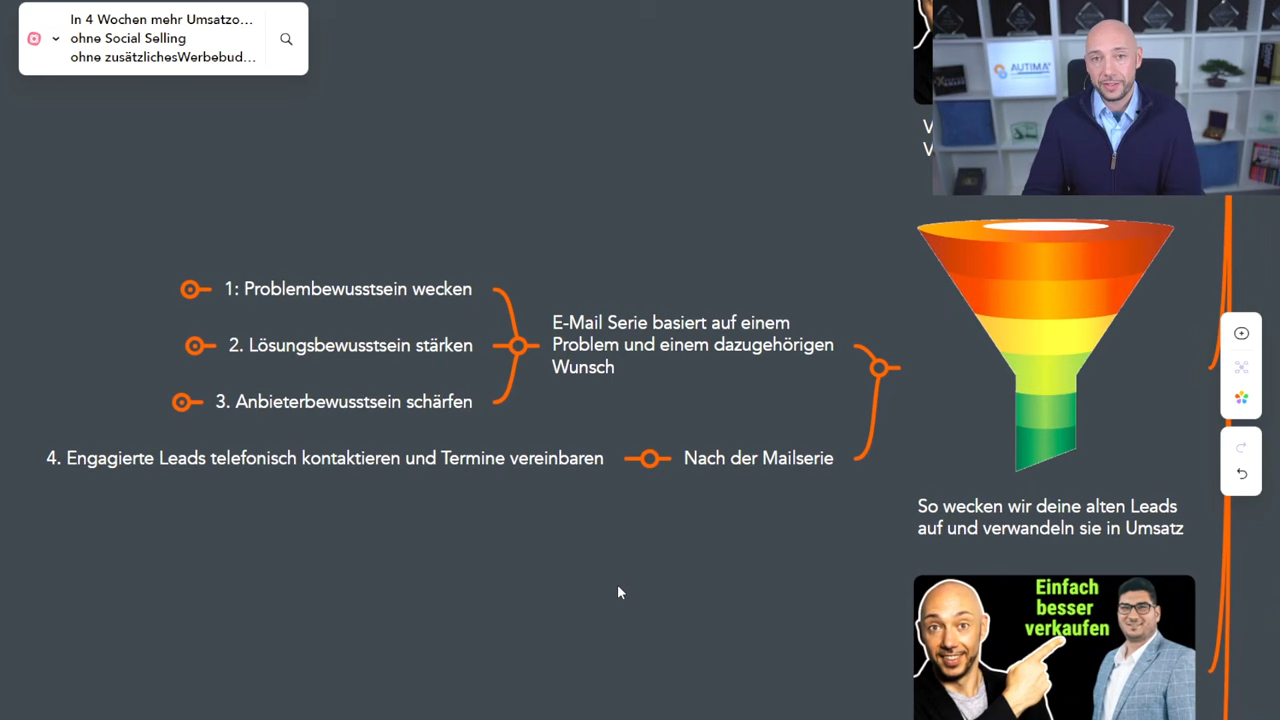 In 4 Wochen mehr Umsatzo...
ohne Social Selling
ohne zusätzlichesWerbebud...
AUTIMA
1: Problembewusstsein wecken
2. Lösungsbewusstsein stärken
3. Anbieterbewusstsein schärfen
E-Mail Serie basiert auf einem
Problem und einem dazugehörigen
Wunsch
4. Engagierte Leads telefonisch kontaktieren und Termine vereinbaren
Nach der Mailserie
So wecken wir deine alten Leads
auf und verwandeln sie in Umsatz
Einfach
besser
verkaufen